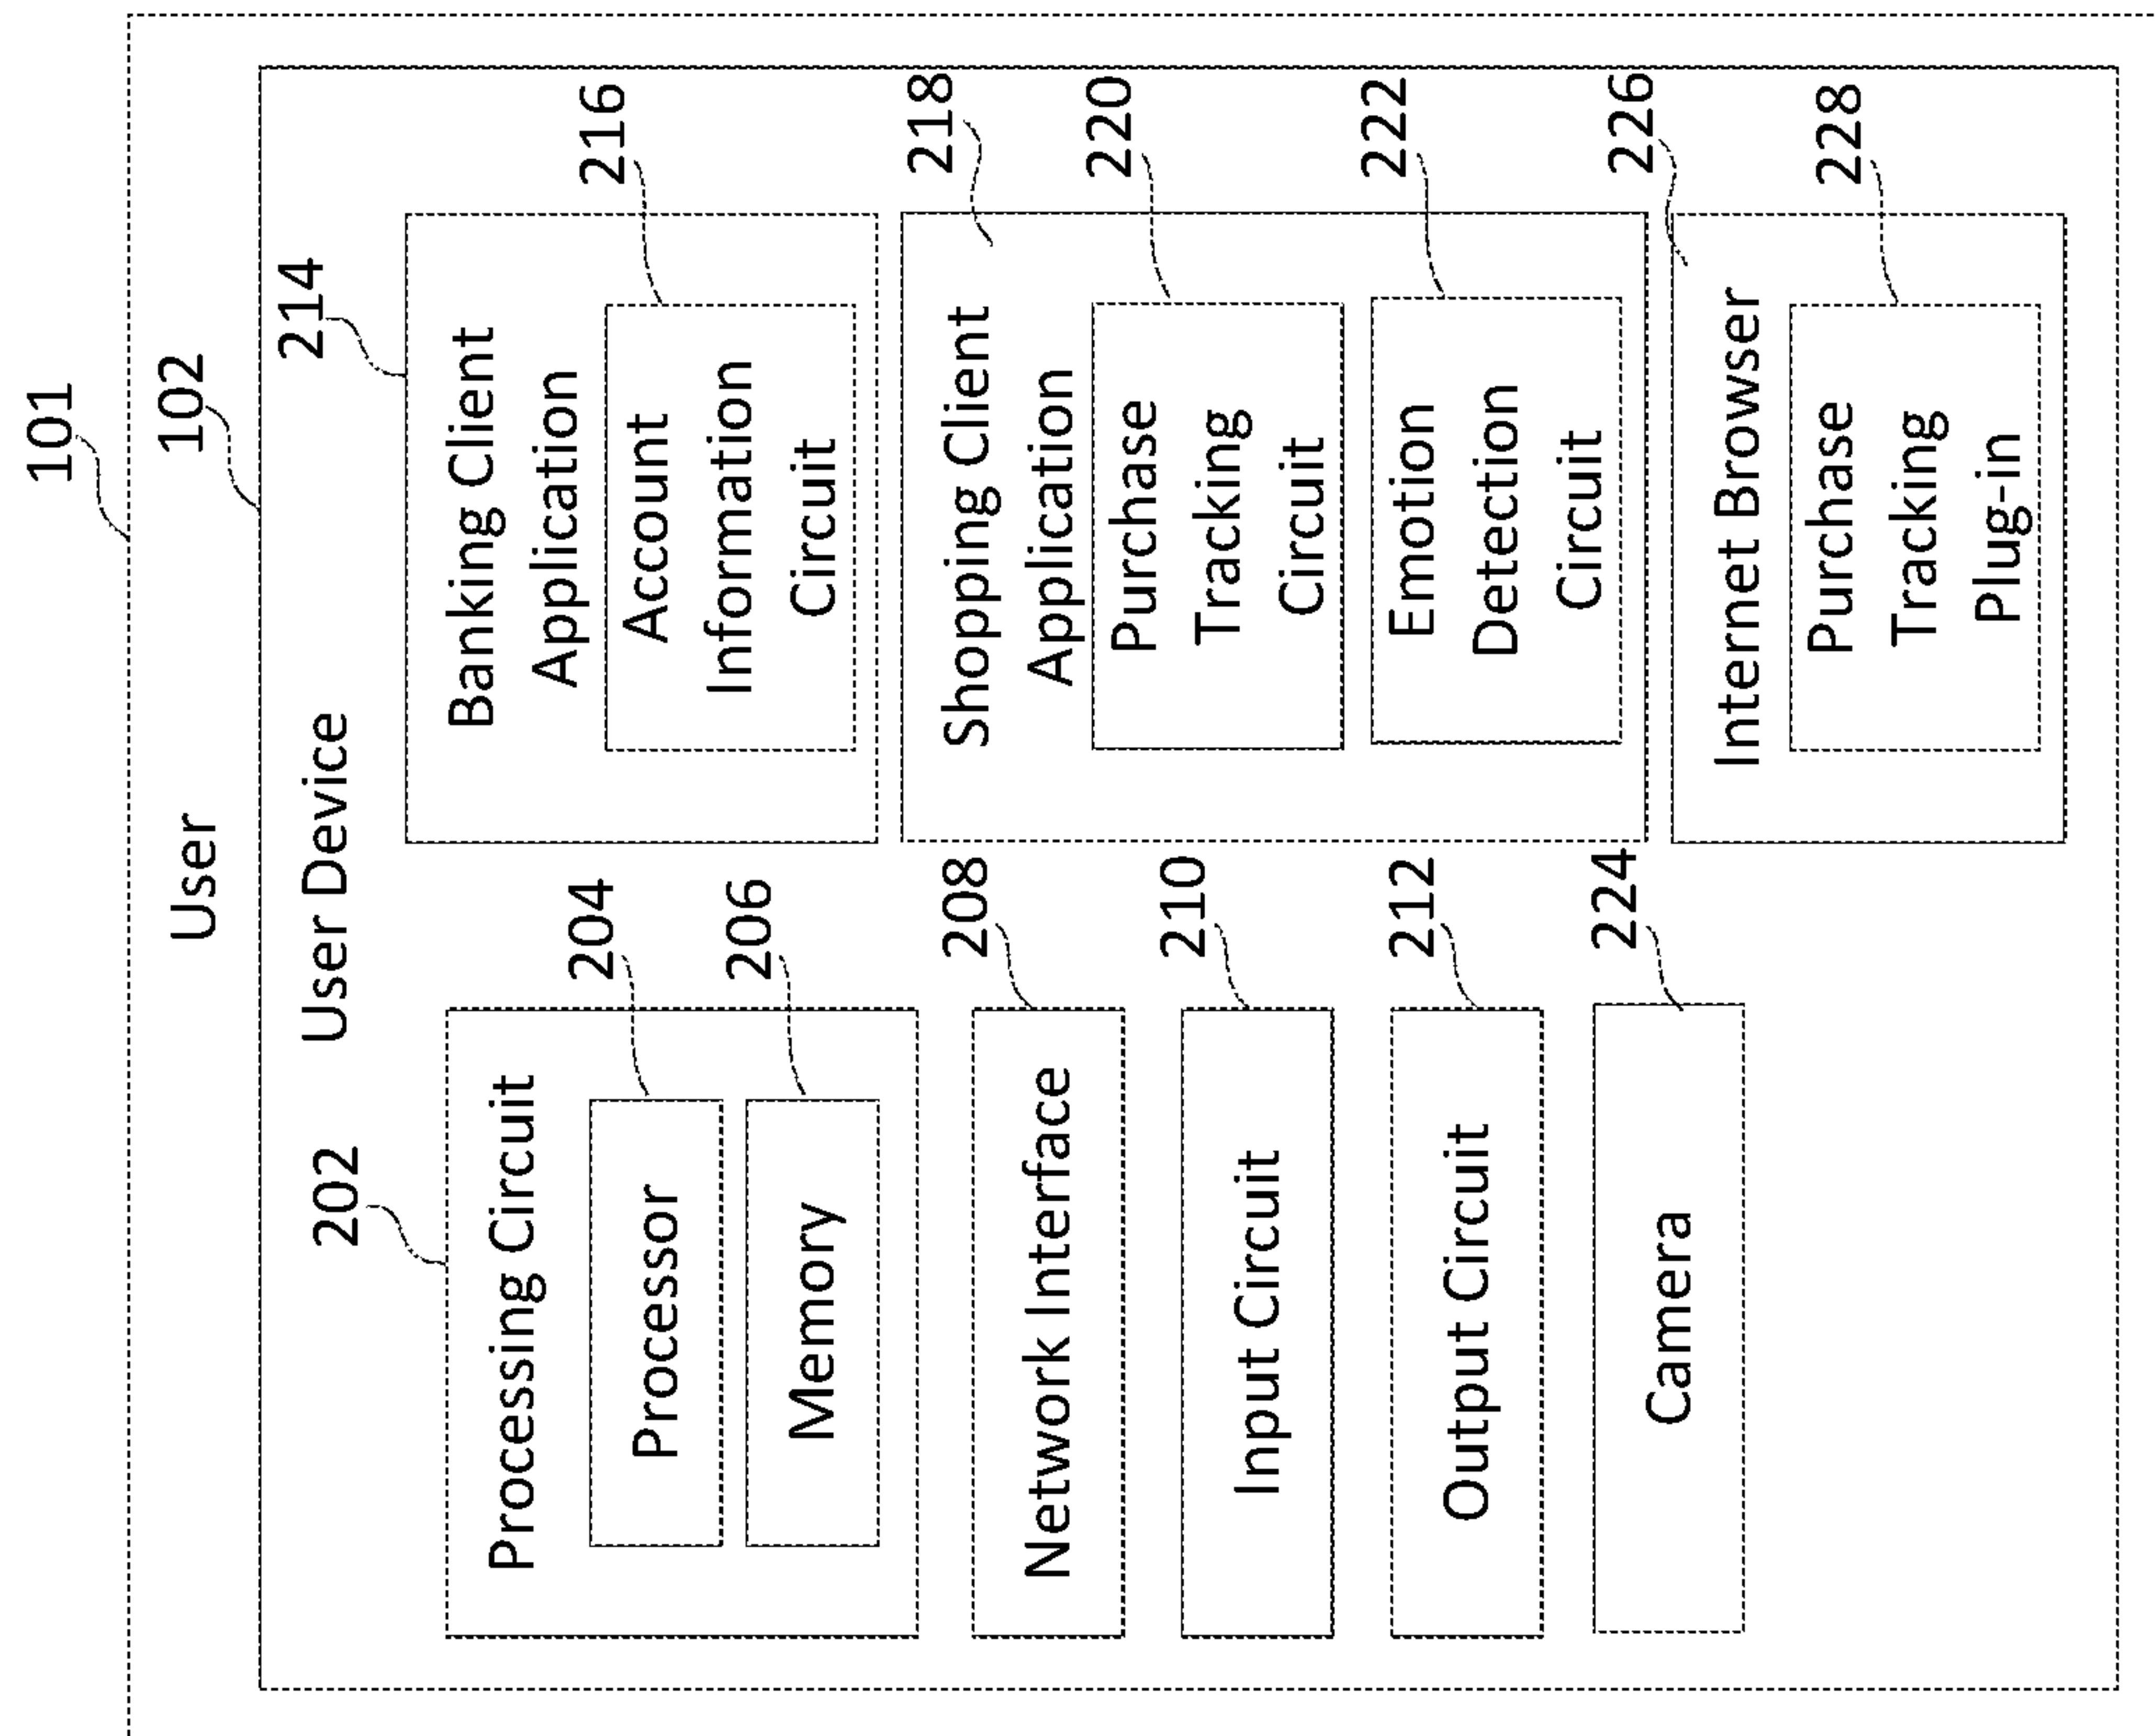 101
User
102
User Device
202
Processing Circuit
204
Processor
206
Memory
208
Network Interface
210
Input Circuit
212
Output Circuit
224
Camera
214
Banking Client
Application
216
Account
Information
Circuit
218
Shopping Client
Application
220
Purchase
Tracking
Circuit
222
Emotion
Detection
Circuit
226
Internet Browser
228
Purchase
Tracking
Plug-in